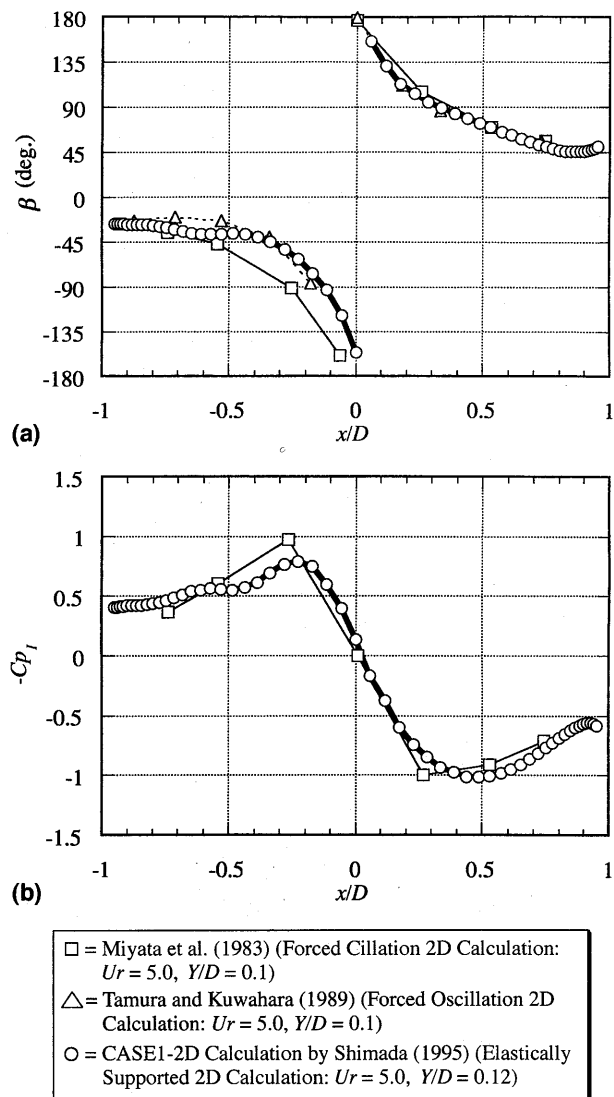 180
135
90
45
0
-45
-90
-135
-180
β (deg.)
-1
-0.5
0
0.5
1
x/D
(a)
1.5
1
0.5
0
-0.5
-1
-1.5
-Cp_I
-1
-0.5
0
0.5
1
x/D
(b)
□ = Miyata et al. (1983) (Forced Cillation 2D Calculation:
Ur = 5.0, Y/D = 0.1)
△ = Tamura and Kuwahara (1989) (Forced Oscillation 2D
Calculation: Ur = 5.0, Y/D = 0.1)
○ = CASE1-2D Calculation by Shimada (1995) (Elastically
Supported 2D Calculation: Ur = 5.0, Y/D = 0.12)